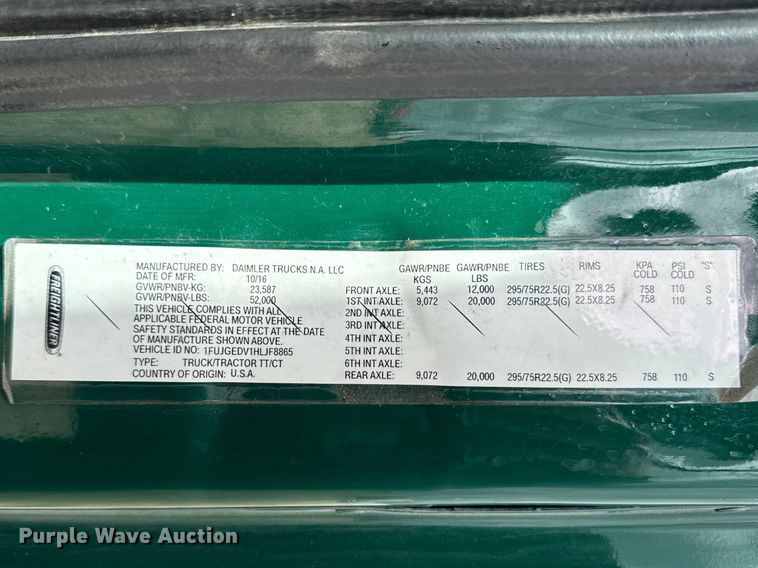 FREIGHTLINER
MANUFACTURED BY: DAIMLER TRUCKS N.A. LLC
DATE OF MFR: 10/16
GVWR/PNBV-KG: 23,587
GVWR/PNBV-LBS: 52,000
THIS VEHICLE COMPLIES WITH ALL
APPLICABLE FEDERAL MOTOR VEHICLE
SAFETY STANDARDS IN EFFECT AT THE DATE
OF MANUFACTURE SHOWN ABOVE.
VEHICLE ID NO: 1FUJGEDV1HLJF8865
TYPE: TRUCK/TRACTOR TT/CT
COUNTRY OF ORIGIN: U.S.A.
GAWR/PNBE GAWR/PNBE TIRES RIMS KPA PSI "S"
KGS LBS COLD COLD
FRONT AXLE: 5,443 12,000 295/75R22.5(G) 22.5X8.25 758 110 S
1ST INT AXLE: 9,072 20,000 295/75R22.5(G) 22.5X8.25 758 110 S
2ND INT AXLE:
3RD INT AXLE:
4TH INT AXLE:
5TH INT AXLE:
6TH INT AXLE:
REAR AXLE: 9,072 20,000 295/75R22.5(G) 22.5X8.25 758 110 S
Purple Wave Auction